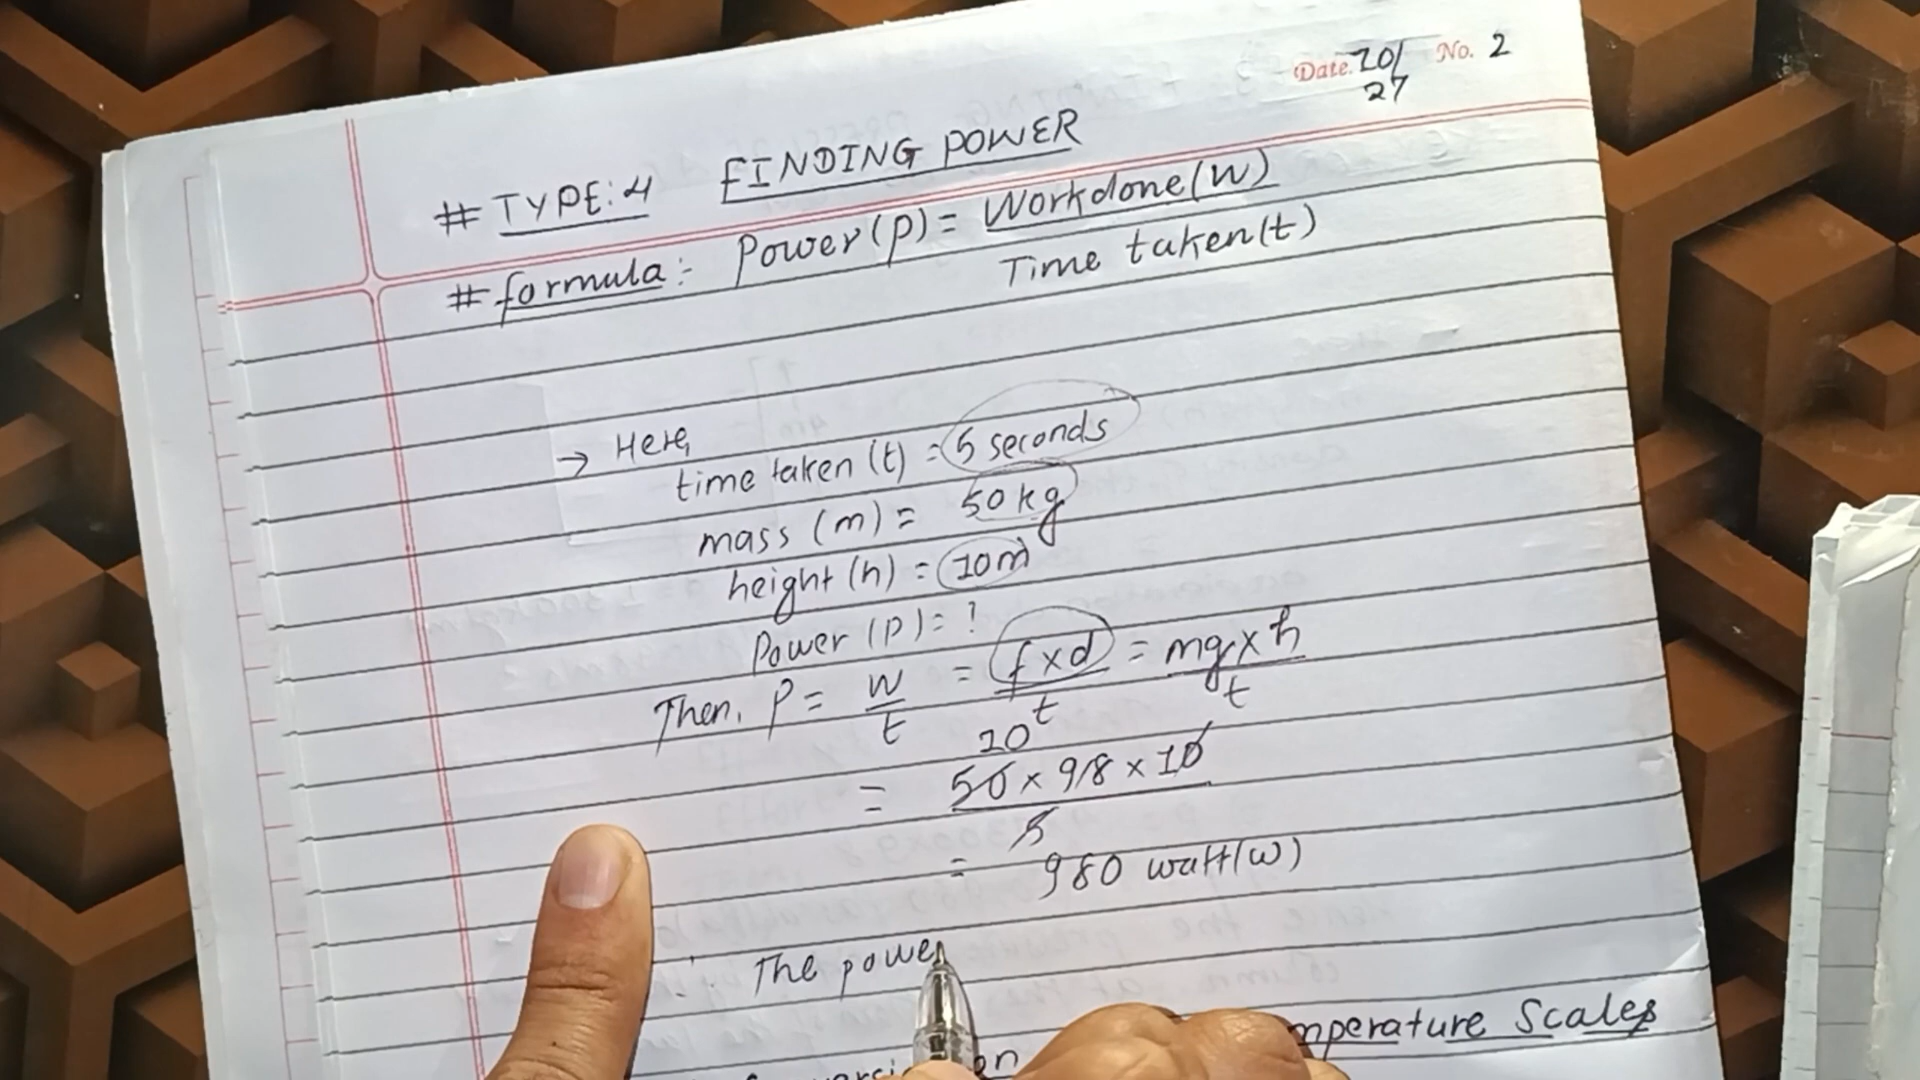 Date. 20/ No. 2
27
# TYPE: 4 FINDING POWER
# formula:- Power (p) = Workdone(W)
Time taken(t)
→ Here,
time taken (t) = 5 seconds
mass (m) = 50 kg
height (h) = 10m
Power (p) = ?
Then, P = W/t = f x d/t = mg x h/t
10
= 50 x 9.8 x 10
5
= 980 watt(w)
∴ The power
mperature Scales